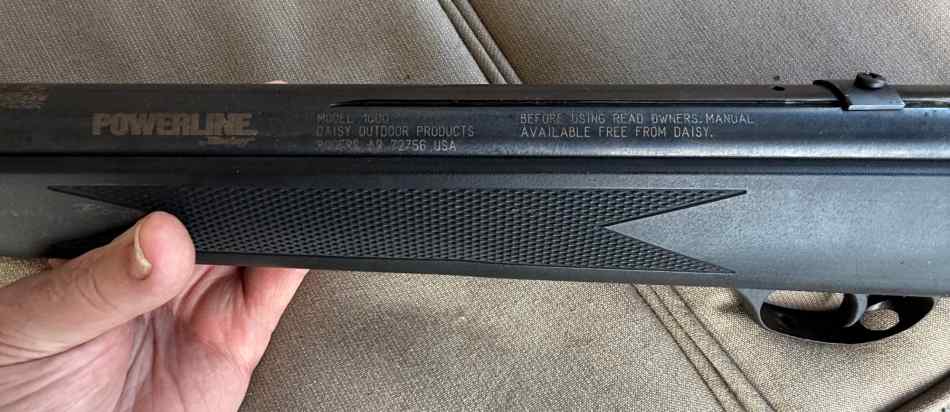 POWERLINE
Daisy
MODEL 1000
DAISY OUTDOOR PRODUCTS
ROGERS AR 72756 USA
BEFORE USING READ OWNERS. MANUAL
AVAILABLE FREE FROM DAISY.